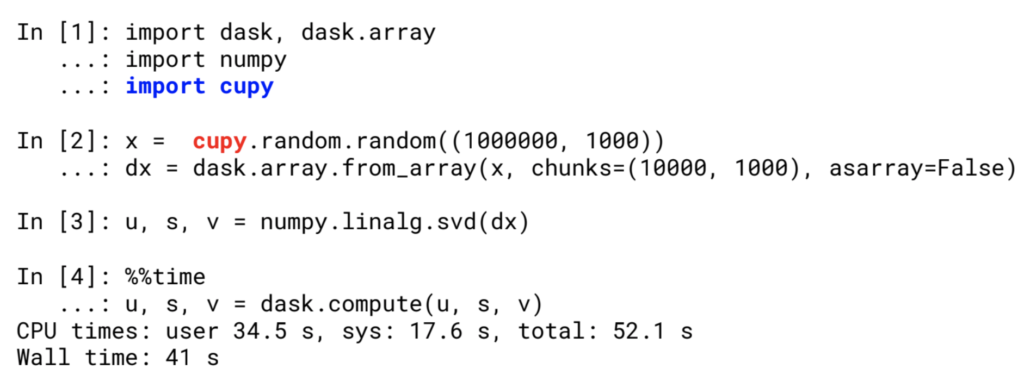 In [1]: import dask, dask.array
...: import numpy
...: import cupy
In [2]: x =  cupy.random.random((1000000, 1000))
...: dx = dask.array.from_array(x, chunks=(10000, 1000), asarray=False)
In [3]: u, s, v = numpy.linalg.svd(dx)
In [4]: %%time
...: u, s, v = dask.compute(u, s, v)
CPU times: user 34.5 s, sys: 17.6 s, total: 52.1 s
Wall time: 41 s